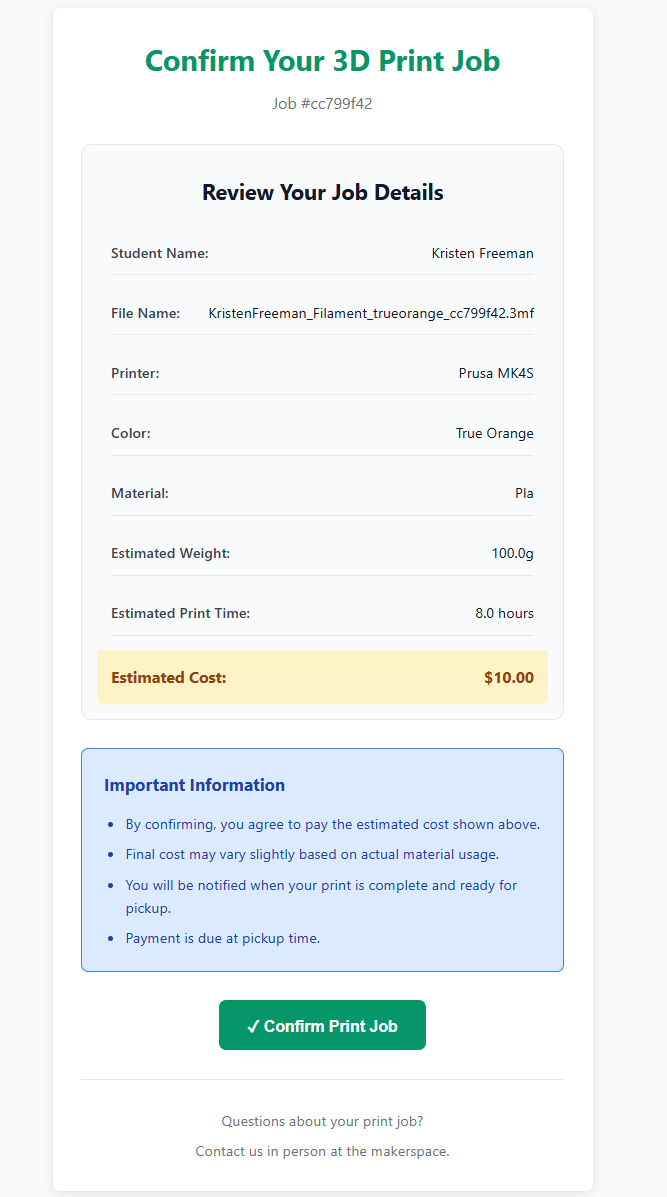 Confirm Your 3D Print Job
Job #cc799f42
Review Your Job Details
Student Name: Kristen Freeman
File Name: KristenFreeman_Filament_trueorange_cc799f42.3mf
Printer: Prusa MK4S
Color: True Orange
Material: Pla
Estimated Weight: 100.0g
Estimated Print Time: 8.0 hours
Estimated Cost: $10.00
Important Information
• By confirming, you agree to pay the estimated cost shown above.
• Final cost may vary slightly based on actual material usage.
• You will be notified when your print is complete and ready for
pickup.
• Payment is due at pickup time.
✓ Confirm Print Job
Questions about your print job?
Contact us in person at the makerspace.